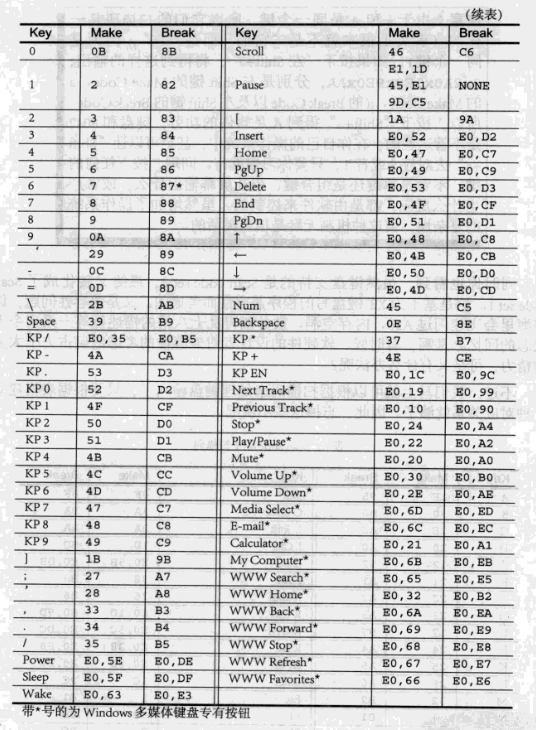 (续表)
Key Make Break Key Make Break
0 0B 8B Scroll 46 C6
1 2 82 Pause E1,1D 45,E1 9D,C5 NONE
2 3 83 [ 1A 9A
3 4 84 Insert E0,52 E0,D2
4 5 85 Home E0,47 E0,C7
5 6 86 PgUp E0,49 E0,C9
6 7 87* Delete E0,53 E0,D3
7 8 88 End E0,4F E0,CF
8 9 89 PgDn E0,51 E0,D1
9 0A 8A ↑ E0,48 E0,C8
` 29 89 ← E0,4B E0,CB
- 0C 8C ↓ E0,50 E0,D0
= 0D 8D → E0,4D E0,CD
\ 2B AB Num 45 C5
Space 39 B9 Backspace 0E 8E
KP / E0,35 E0,B5 KP * 37 B7
KP - 4A CA KP + 4E CE
KP . 53 D3 KP EN E0,1C E0,9C
KP 0 52 D2 Next Track* E0,19 E0,99
KP 1 4F CF Previous Track* E0,10 E0,90
KP 2 50 D0 Stop* E0,24 E0,A4
KP 3 51 D1 Play/Pause* E0,22 E0,A2
KP 4 4B CB Mute* E0,20 E0,A0
KP 5 4C CC Volume Up* E0,30 E0,B0
KP 6 4D CD Volume Down* E0,2E E0,AE
KP 7 47 C7 Media Select* E0,6D E0,ED
KP 8 48 C8 E-mail* E0,6C E0,EC
KP 9 49 C9 Calculator* E0,21 E0,A1
] 1B 9B My Computer* E0,6B E0,EB
; 27 A7 WWW Search* E0,65 E0,E5
' 28 A8 WWW Home* E0,32 E0,B2
, 33 B3 WWW Back* E0,6A E0,EA
. 34 B4 WWW Forward* E0,69 E0,E9
/ 35 B5 WWW Stop* E0,68 E0,E8
Power E0,5E E0,DE WWW Refresh* E0,67 E0,E7
Sleep E0,5F E0,DF WWW Favorites* E0,66 E0,E6
Wake E0,63 E0,E3
带*号的为 Windows 多媒体键盘专有按钮